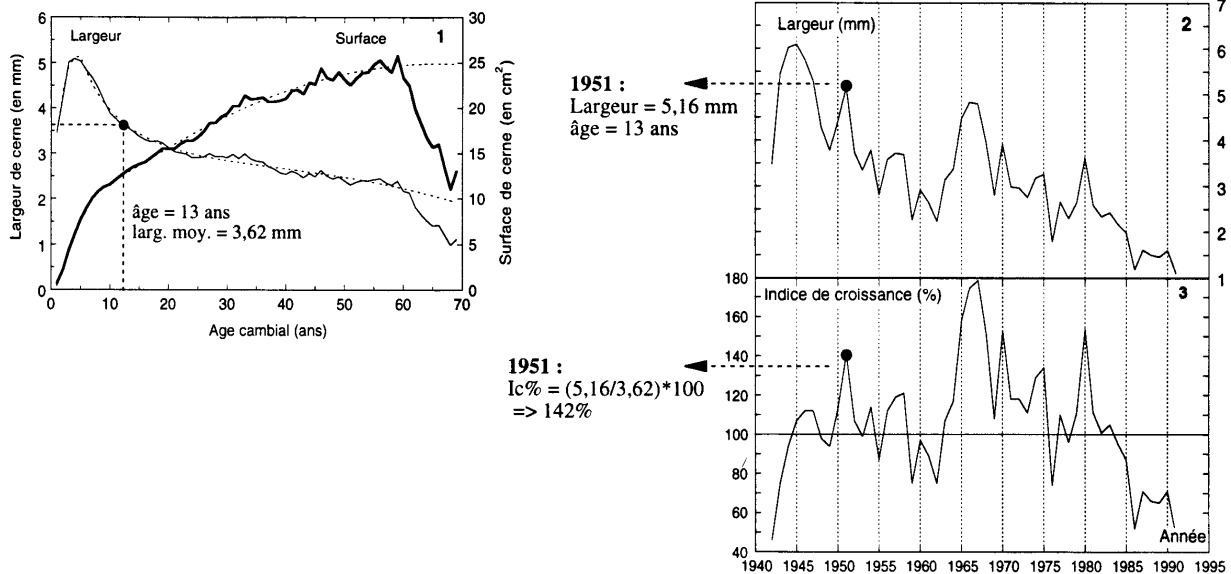 Largeur
Surface
1
Largeur de cerne (en mm)
6
5
4
3
2
1
0
30
25
20
15
10
5
0
Surface de cerne (en cm²)
âge = 13 ans
larg. moy. = 3,62 mm
0 10 20 30 40 50 60 70
Age cambial (ans)
1951 :
Largeur = 5,16 mm
âge = 13 ans
Largeur (mm)
2
7
6
5
4
3
2
1
1951 :
Ic% = (5,16/3,62)*100
=> 142%
Indice de croissance (%)
3
180
160
140
120
100
80
60
40
Année
1940 1945 1950 1955 1960 1965 1970 1975 1980 1985 1990 1995